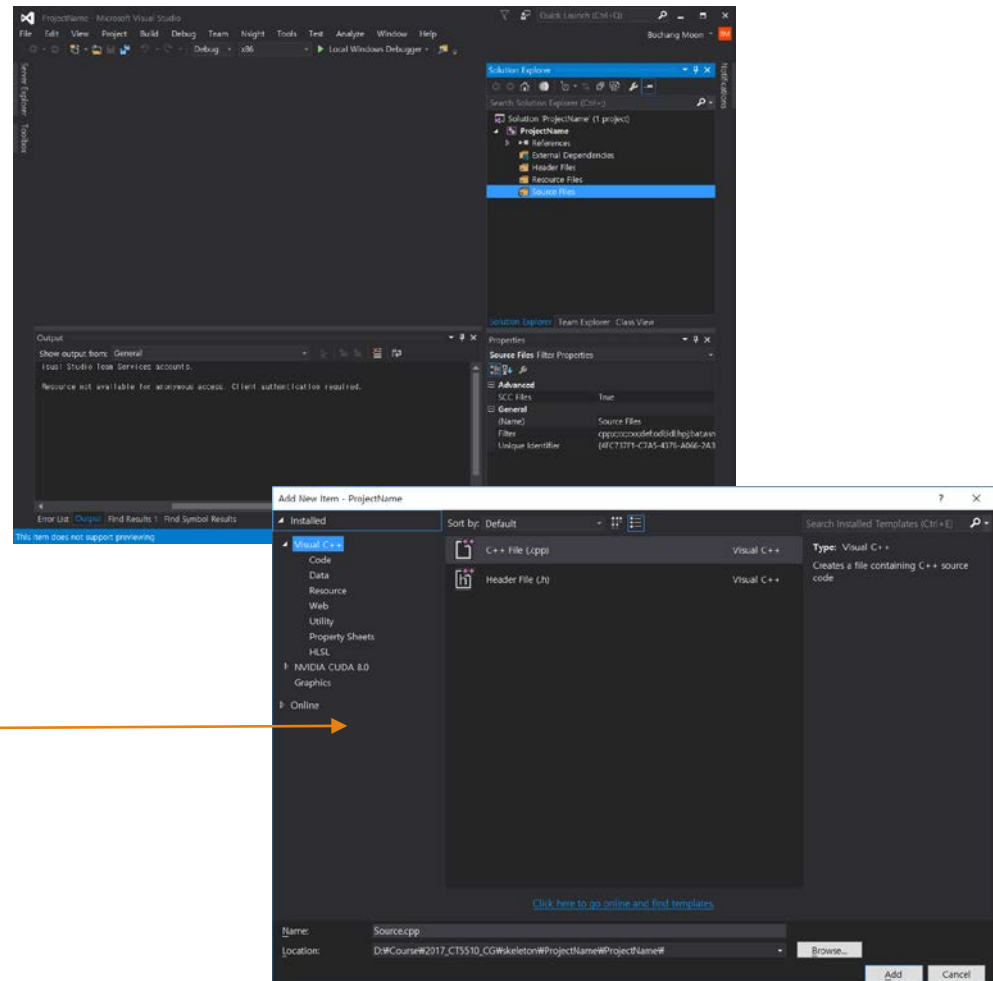 ProjectName - Microsoft Visual Studio
Quick Launch (Ctrl+Q)
File Edit View Project Build Debug Team Nsight Tools Test Analyze Window Help
Bochang Moon
BM
Debug x86 Local Windows Debugger
Server Explorer
Toolbox
Notifications
Solution Explorer
Search Solution Explorer (Ctrl+;)
Solution 'ProjectName' (1 project)
ProjectName
References
External Dependencies
Header Files
Resource Files
Source Files
Solution Explorer Team Explorer Class View
Output
Show output from: General
isual Studio Team Services accounts.
Resource not available for anonymous access. Client authentication required.
Properties
Source Files Filter Properties
Advanced
SCC Files True
General
(Name) Source Files
Filter
Unique Identifier
Error List Output Find Results 1 Find Symbol Results
This item does not support previewing
Add New Item - ProjectName
? ×
Installed
Sort by: Default
Search Installed Templates (Ctrl+E)
Visual C++
Code
Data
Resource
Web
Utility
Property Sheets
HLSL
NVIDIA CUDA 8.0
Graphics
Online
C++ File (.cpp) Visual C++
Header File (.h) Visual C++
Type: Visual C++
Creates a file containing C++ source
code
Click here to go online and find templates.
Name: Source.cpp
Location: D:₩Course₩2017_CT5510_CG₩skeleton₩ProjectName₩ProjectName₩
Browse...
Add Cancel